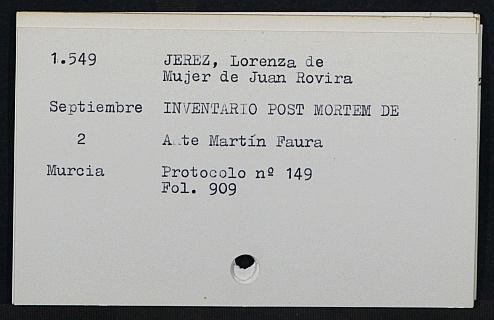 1.549 JEREZ, Lorenza de
Mujer de Juan Rovira
Septiembre INVENTARIO POST MORTEM DE
2 Ante Martín Faura
Murcia Protocolo nº 149
Fol. 909